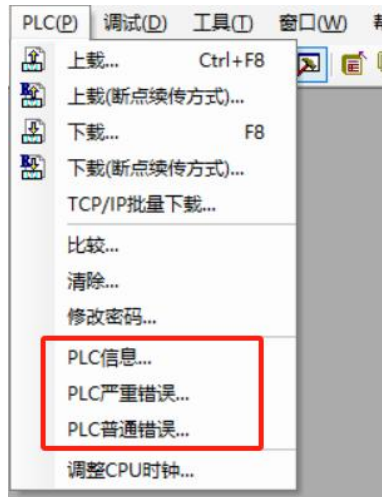 PLC(P) 调试(D) 工具(T) 窗口(W)
上载... Ctrl+F8
上载(断点续传方式)...
下载... F8
下载(断点续传方式)...
TCP/IP批量下载...
比较...
清除...
修改密码...
PLC信息...
PLC严重错误...
PLC普通错误...
调整CPU时钟...